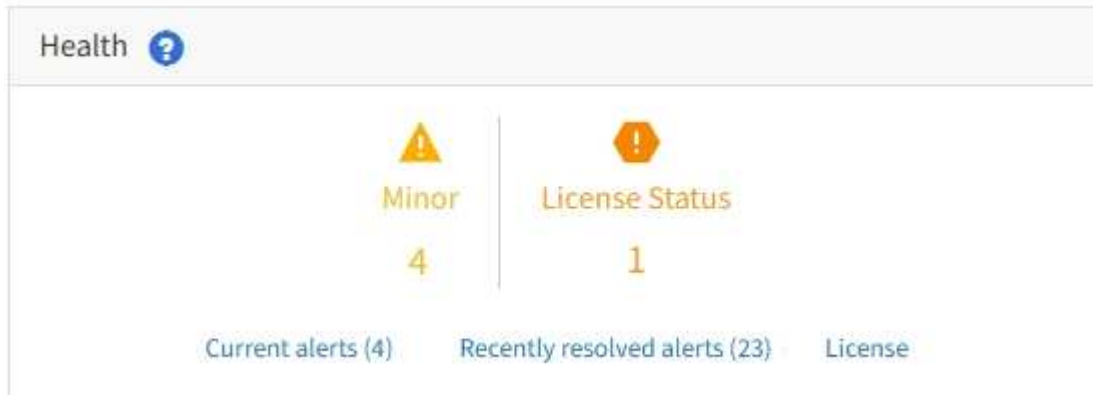 Health ?
Minor
License Status
4
1
Current alerts (4) Recently resolved alerts (23) License